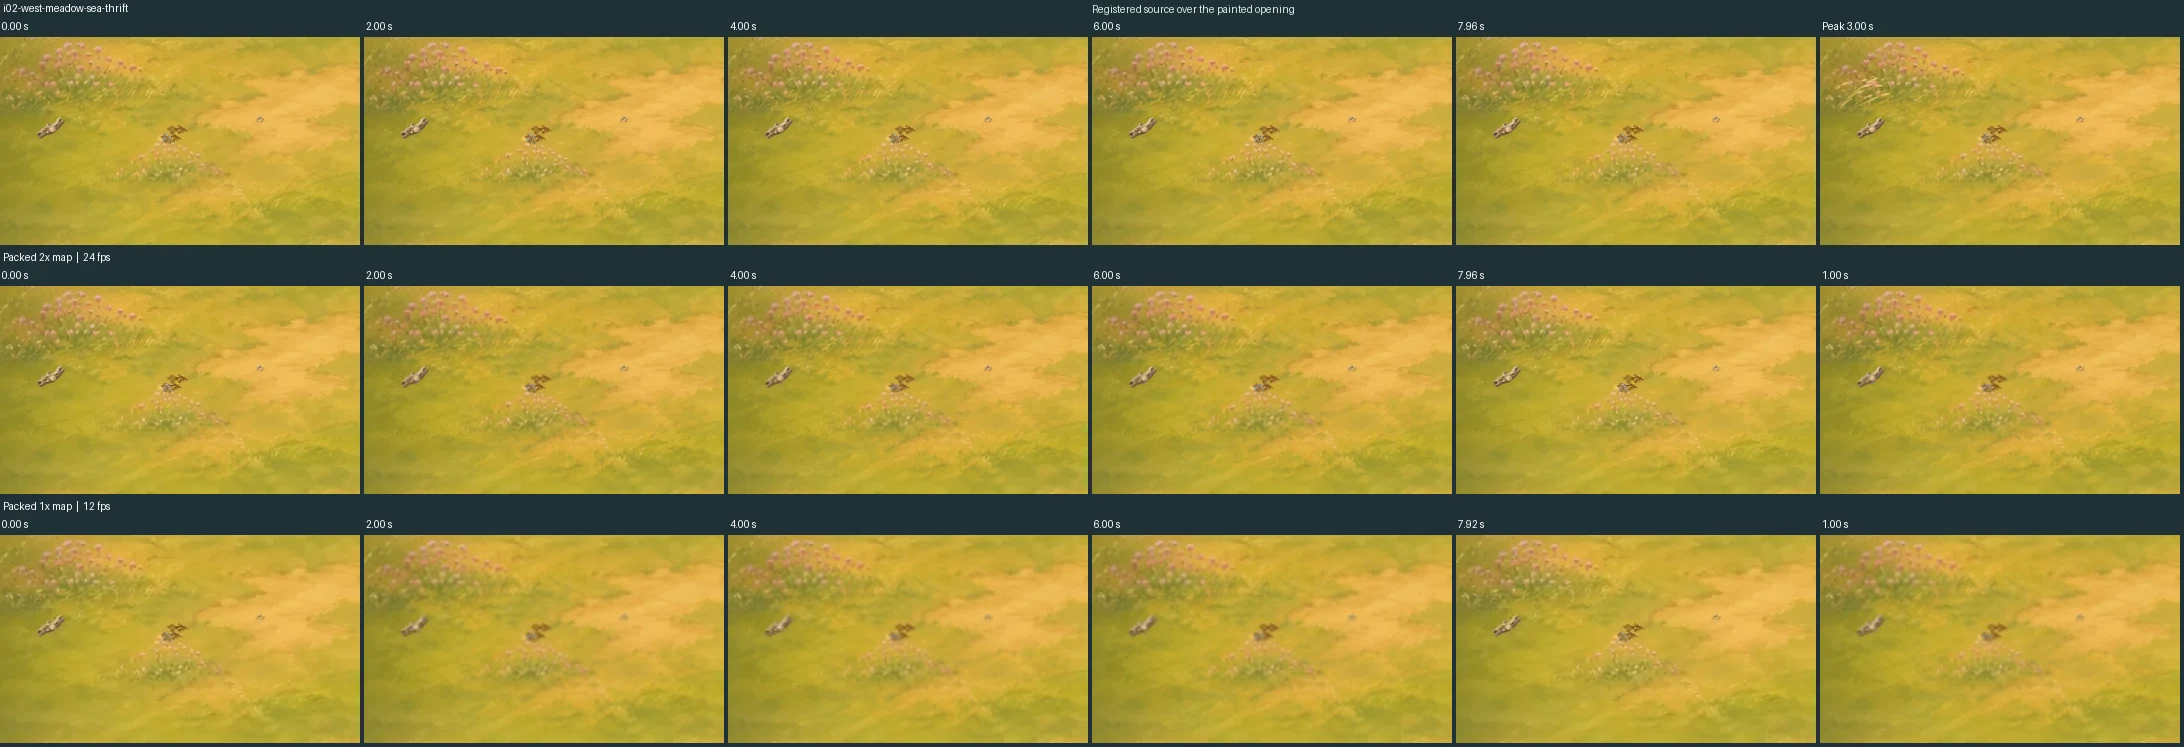 i02-west-meadow-sea-thrift
Registered source over the painted opening
0.00 s
2.00 s
4.00 s
6.00 s
7.96 s
Peak 3.00 s
Packed 2x map | 24 fps
0.00 s
2.00 s
4.00 s
6.00 s
7.96 s
1.00 s
Packed 1x map | 12 fps
0.00 s
2.00 s
4.00 s
6.00 s
7.92 s
1.00 s